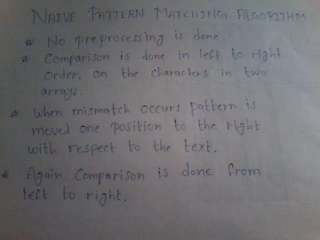 NAIVE PATTERN MATCHING ALGORITHM:
* No preprocessing is done.
* Comparison is done in left to right
order, on the characters in two
arrays.
* when mismatch occurs pattern is
moved one position to the right
with respect to the text.
* Again Comparison is done from
left to right.